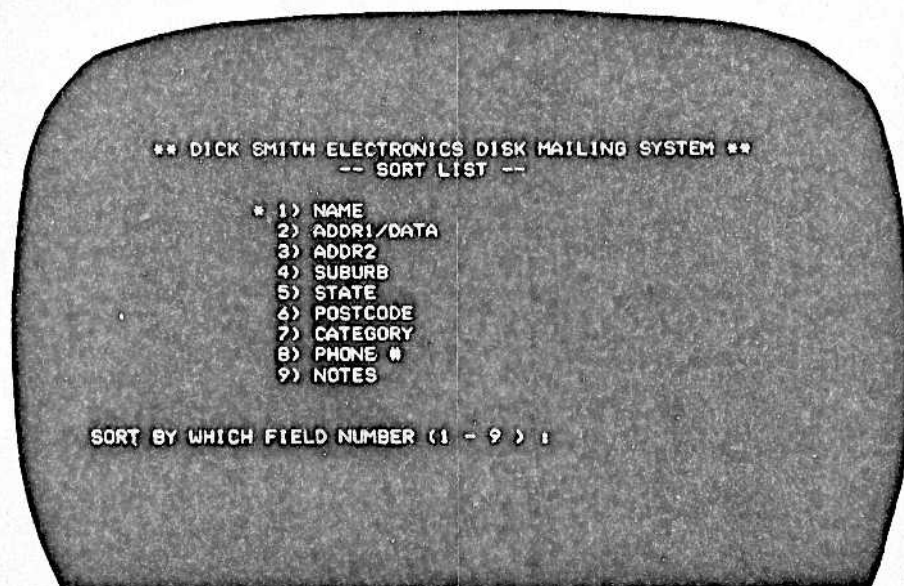 ** DICK SMITH ELECTRONICS DISK MAILING SYSTEM **
-- SORT LIST --
* 1) NAME
2) ADDR1/DATA
3) ADDR2
4) SUBURB
5) STATE
6) POSTCODE
7) CATEGORY
8) PHONE #
9) NOTES
SORT BY WHICH FIELD NUMBER (1 - 9 ) :